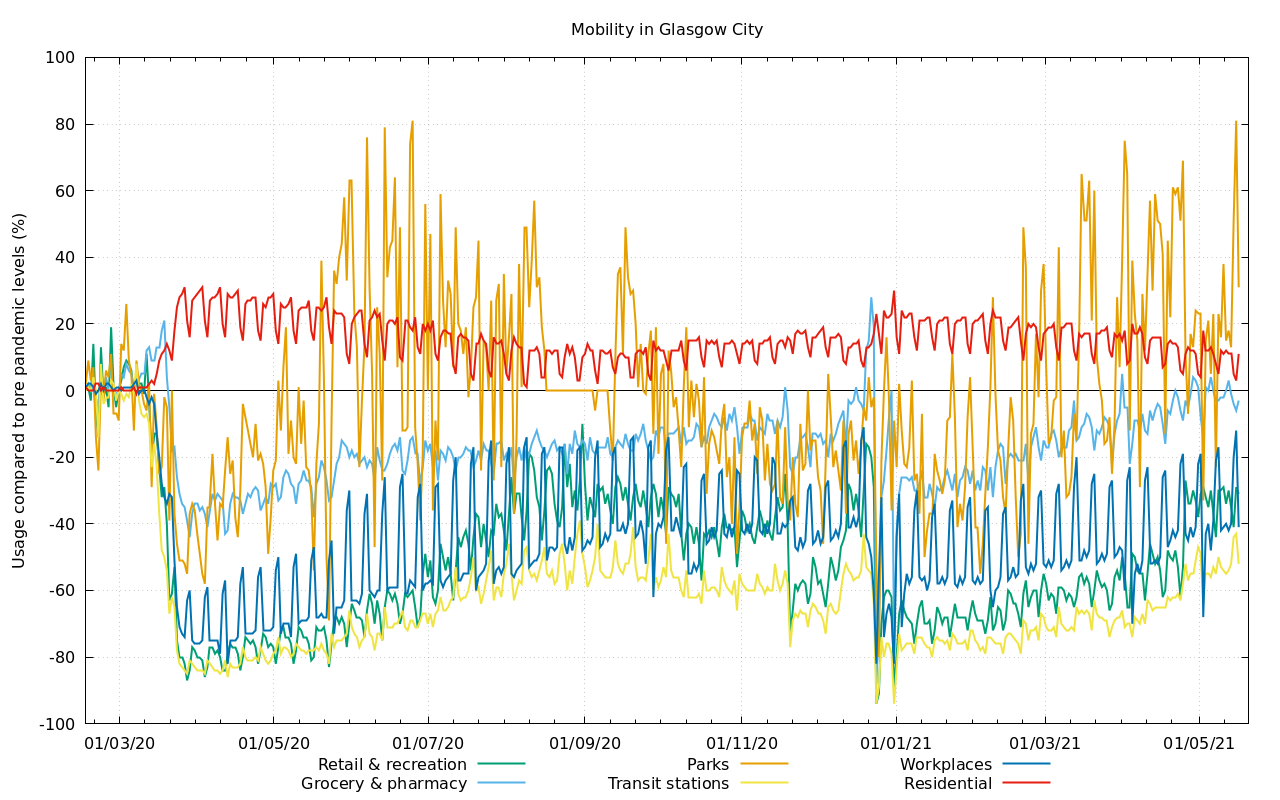 Mobility in Glasgow City
Usage compared to pre pandemic levels (%)
100
80
60
40
20
0
-20
-40
-60
-80
-100
01/03/20 01/05/20 01/07/20 01/09/20 01/11/20 01/01/21 01/03/21 01/05/21
Retail & recreation Parks Workplaces
Grocery & pharmacy Transit stations Residential